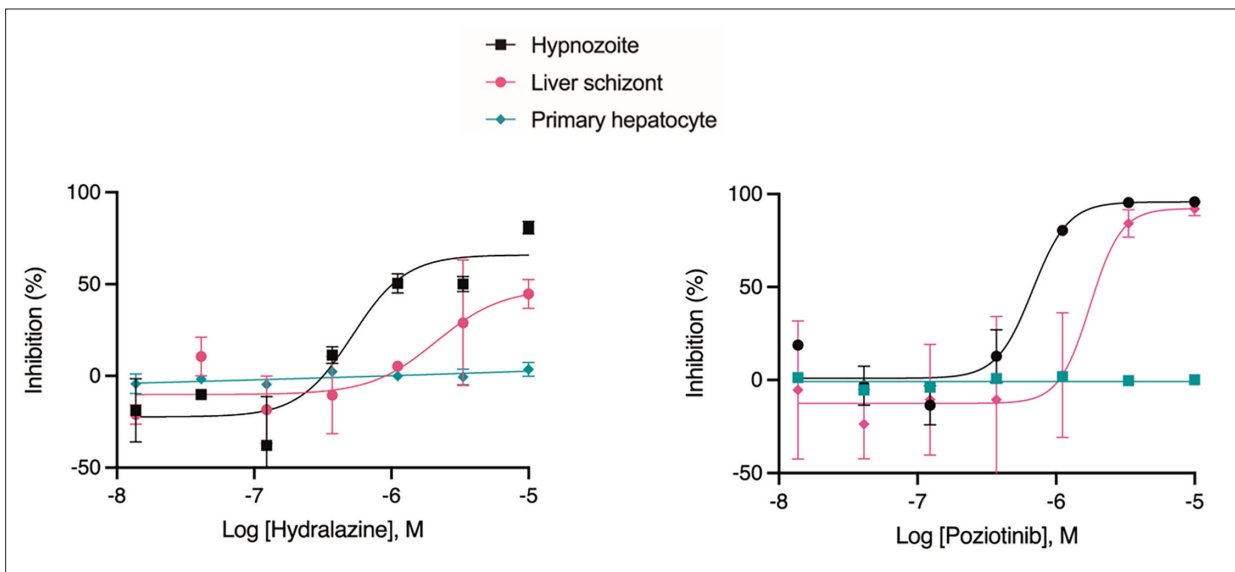 Hypnozoite
Liver schizont
Primary hepatocyte
100
50
0
-50
Inhibition (%)
-8
-7
-6
-5
Log [Hydralazine], M
100
50
0
-50
Inhibition (%)
-8
-7
-6
-5
Log [Poziotinib], M